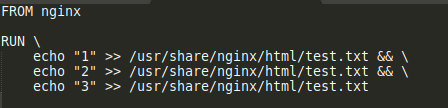 FROM nginx
RUN \
echo "1" >> /usr/share/nginx/html/test.txt && \
echo "2" >> /usr/share/nginx/html/test.txt && \
echo "3" >> /usr/share/nginx/html/test.txt